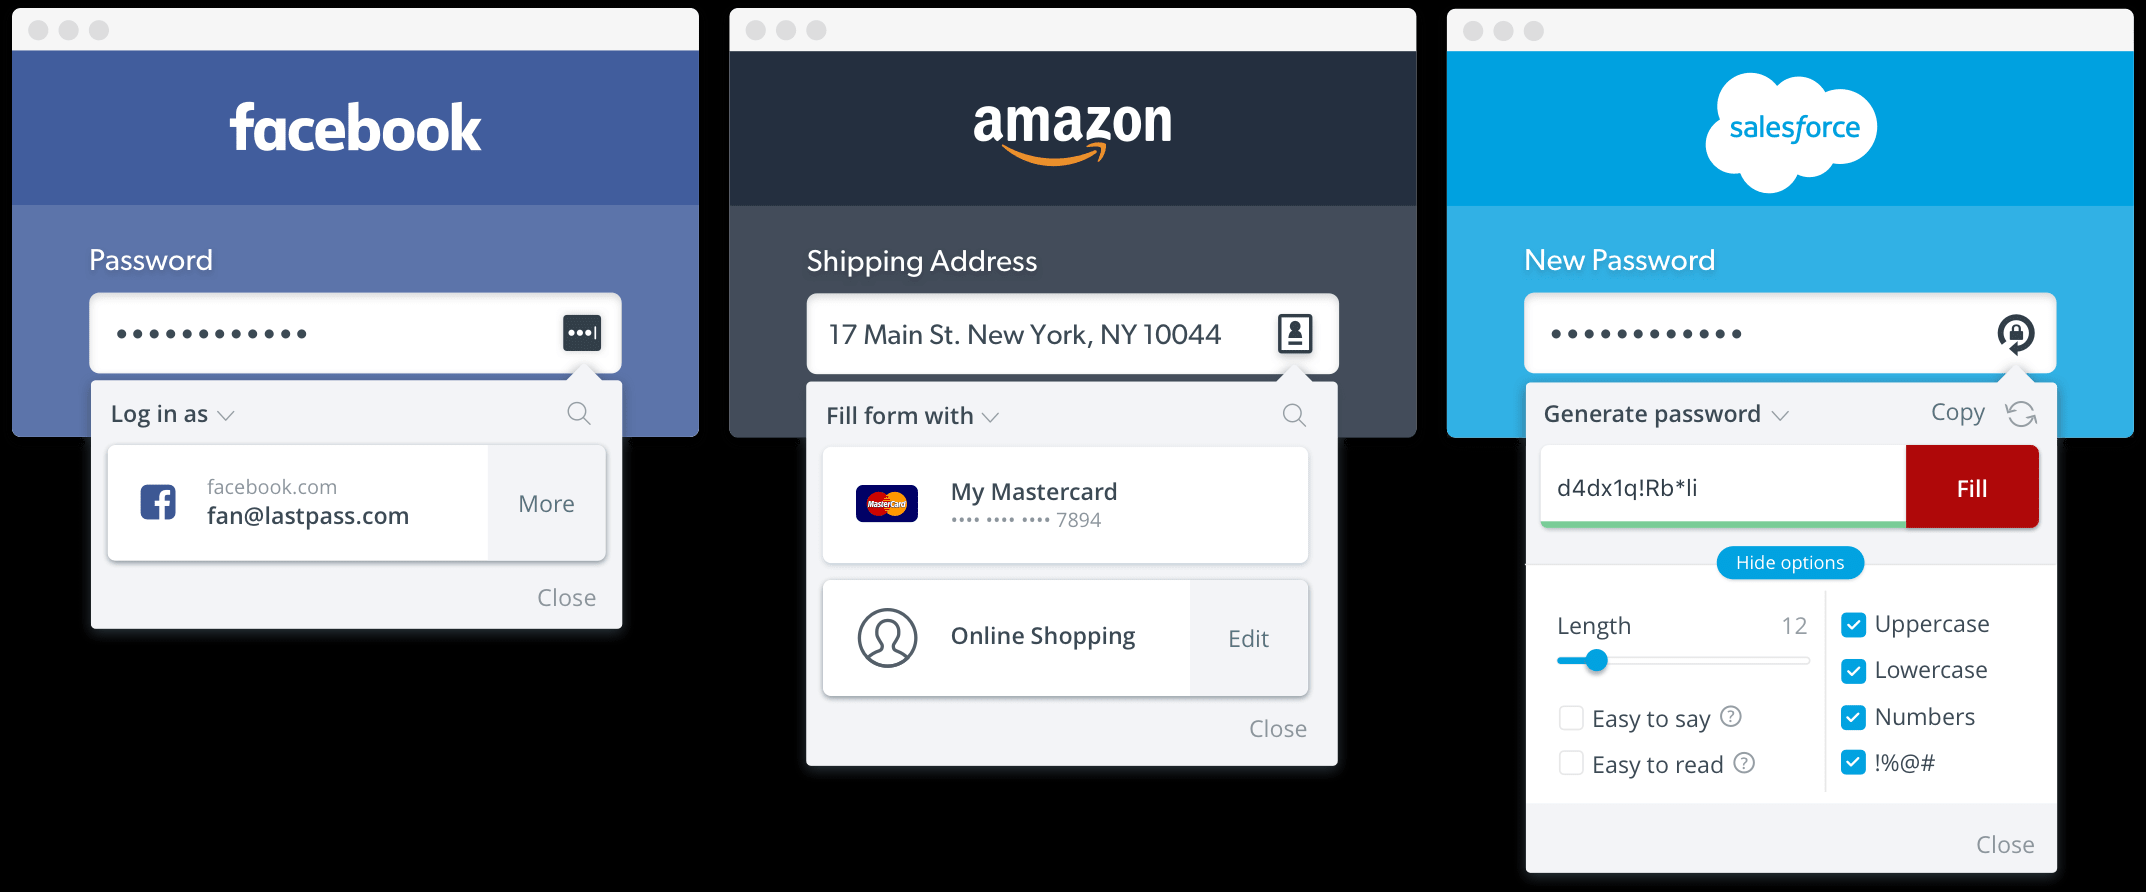 facebook
Password
••••••••••••
Log in as
facebook.com
fan@lastpass.com
More
Close
amazon
Shipping Address
17 Main St. New York, NY 10044
Fill form with
MasterCard
My Mastercard
•••• •••• •••• 7894
Online Shopping
Edit
Close
salesforce
New Password
••••••••••••
Generate password
Copy
d4dx1q!Rb*li
Fill
Hide options
Length 12
Easy to say ?
Easy to read ?
Uppercase
Lowercase
Numbers
!%@#
Close